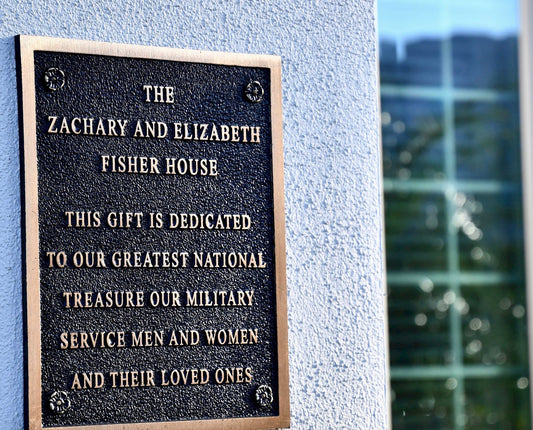 THE
ZACHARY AND ELIZABETH
FISHER HOUSE
THIS GIFT IS DEDICATED
TO OUR GREATEST NATIONAL
TREASURE OUR MILITARY
SERVICE MEN AND WOMEN
AND THEIR LOVED ONES